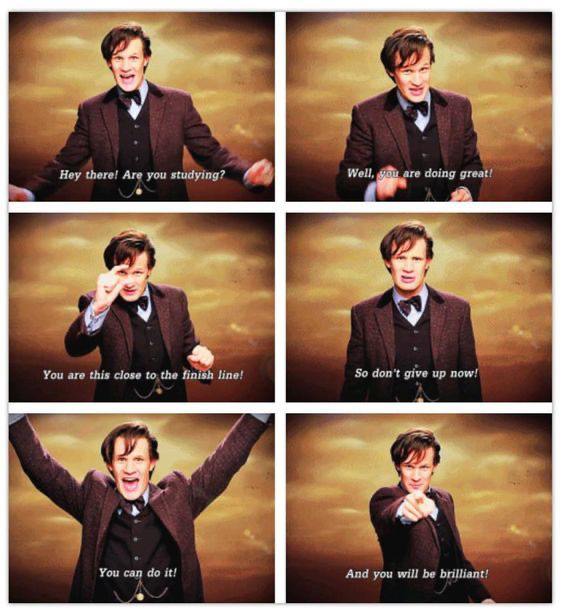 Hey there! Are you studying?
Well, you are doing great!
You are this close to the finish line!
So don't give up now!
You can do it!
And you will be brilliant!